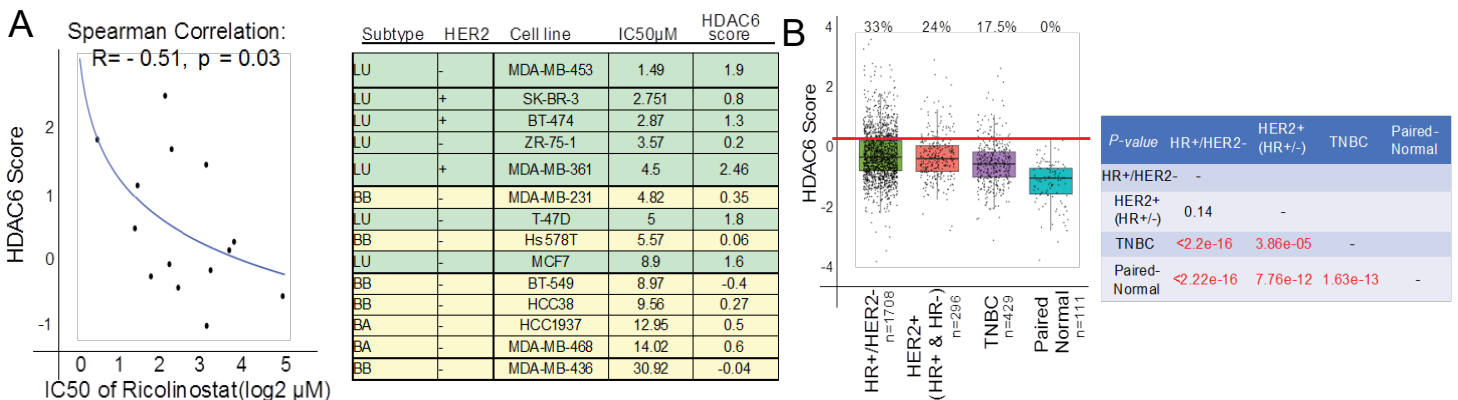 A
Spearman Correlation:
R= - 0.51, p = 0.03
HDAC6 Score
2
1
0
-1
0 1 2 3 4 5
IC50 of Ricolinostat(log2 µM)
Subtype HER2 Cell line IC50µM HDAC6 score
LU - MDA-MB-453 1.49 1.9
LU + SK-BR-3 2.751 0.8
LU + BT-474 2.87 1.3
LU - ZR-75-1 3.57 0.2
LU + MDA-MB-361 4.5 2.46
BB - MDA-MB-231 4.82 0.35
LU - T-47D 5 1.8
BB - Hs578T 5.57 0.06
LU - MCF7 8.9 1.6
BB - BT-549 8.97 -0.4
BB - HCC38 9.56 0.27
BA - HCC1937 12.95 0.5
BA - MDA-MB-468 14.02 0.6
BB - MDA-MB-436 30.92 -0.04
B
33% 24% 17.5% 0%
HDAC6 Score
4
2
0
-2
-4
HR+/HER2-
n=1708
HER2+
(HR+ & HR-)
n=296
TNBC
n=429
Paired
Normal
n=111
P-value HR+/HER2- HER2+ (HR+/-) TNBC Paired-Normal
HR+/HER2- -
HER2+ (HR+/-) 0.14 -
TNBC <2.2e-16 3.86e-05 -
Paired-Normal <2.22e-16 7.76e-12 1.63e-13 -